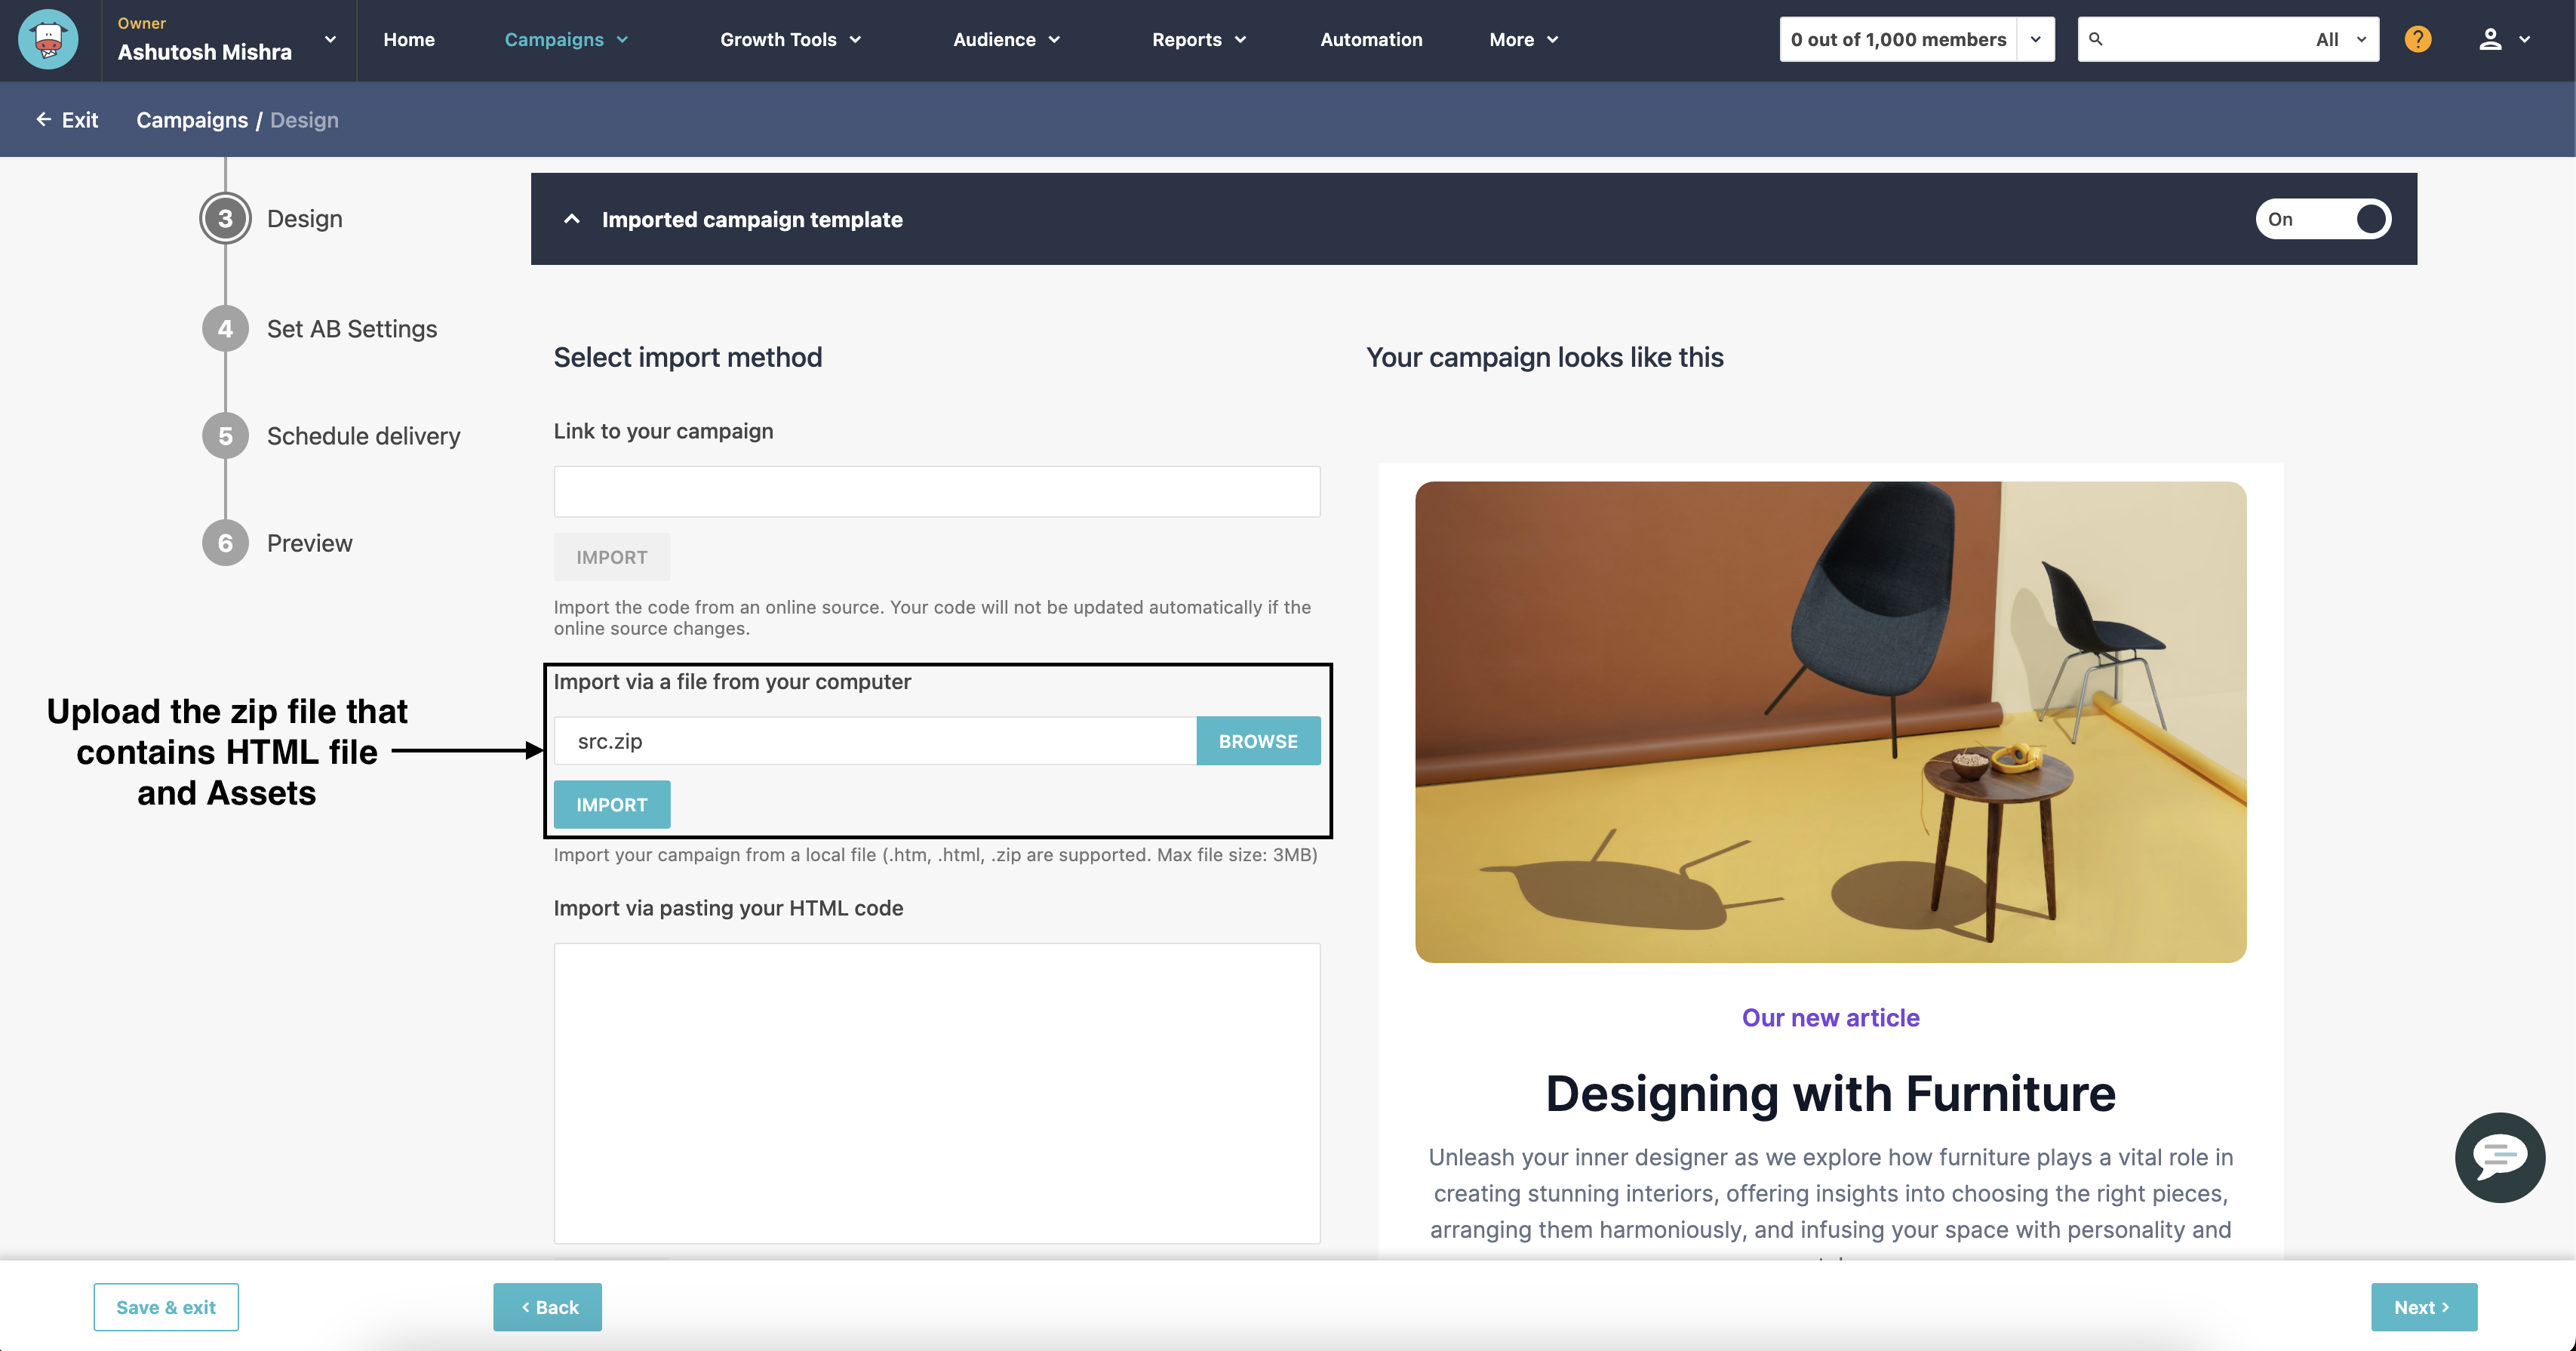 Owner
Ashutosh Mishra
Home
Campaigns
Growth Tools
Audience
Reports
Automation
More
0 out of 1,000 members
All
?
← Exit
Campaigns / Design
3 Design
4 Set AB Settings
5 Schedule delivery
6 Preview
Imported campaign template
On
Select import method
Link to your campaign
IMPORT
Import the code from an online source. Your code will not be updated automatically if the
online source changes.
Upload the zip file that
contains HTML file
and Assets
Import via a file from your computer
src.zip
BROWSE
IMPORT
Import your campaign from a local file (.htm, .html, .zip are supported. Max file size: 3MB)
Import via pasting your HTML code
Your campaign looks like this
Our new article
Designing with Furniture
Unleash your inner designer as we explore how furniture plays a vital role in
creating stunning interiors, offering insights into choosing the right pieces,
arranging them harmoniously, and infusing your space with personality and
Save & exit
‹ Back
Next ›